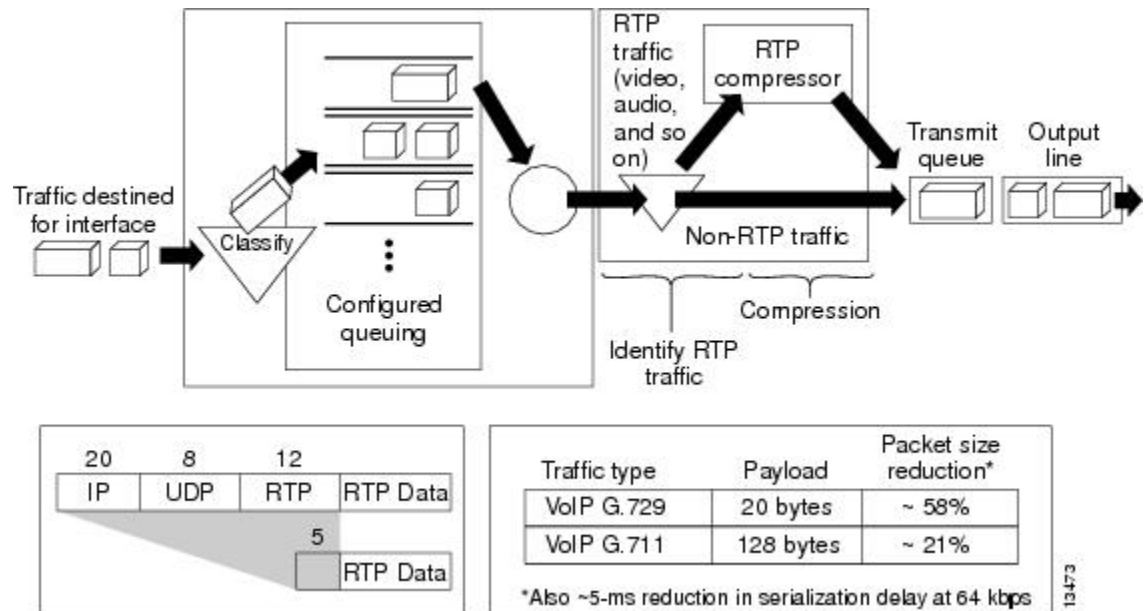 Traffic destined
for interface
Classify
Configured
queuing
RTP
traffic
(video,
audio,
and so
on)
RTP
compressor
Non-RTP traffic
Identify RTP
traffic
Compression
Transmit
queue
Output
line
20 8 12
IP UDP RTP RTP Data
5
RTP Data
Traffic type Payload Packet size
reduction*
VoIP G.729 20 bytes ~ 58%
VoIP G.711 128 bytes ~ 21%
*Also ~5-ms reduction in serialization delay at 64 kbps
13473